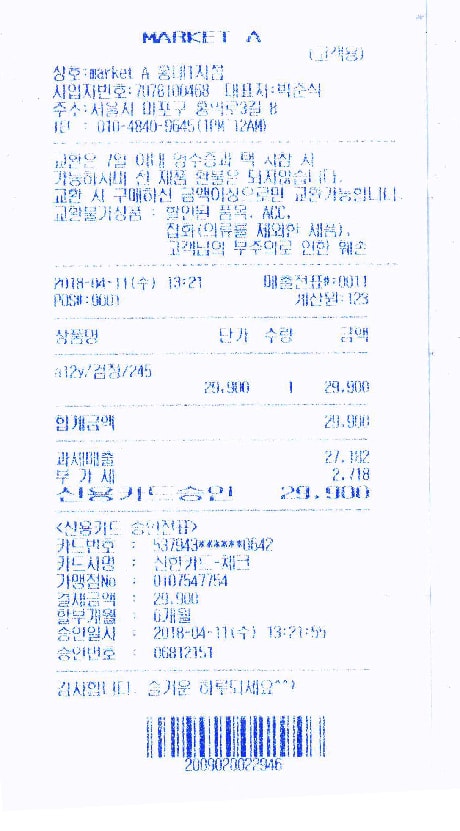 MARKET A
(고객용)
상호:market A 홍대1지점
사업자번호:7076100468 대표자:박순식
주소:서울시 마포구 홍익로3길 8
TEL : 010-4840-9645(1PM~12AM)
교환은 7일 이내 영수증과 택 지참 시
가능하시며 전 제품 환불은 되지않습니다.
교환 시 구매하신 금액이상으로만 교환가능입니다.
교환불가상품 : 할인된 품목, ACC,
잡화(의류를 제외한 제품),
고객님의 부주의로 인한 훼손
2018-04-11(수) 13:21 매출전표#:0011
POS#:0001 계산원:123
상품명 단가 수량 금액
a12v/검정/245
29,900 1 29,900
합계금액 29,900
과세매출 27,182
부 가 세 2,718
신용카드승인 29,900
<신용카드 승인전표>
카드번호 : 537943******0642
카드사명 : 신한카드-체크
가맹점No : 0107547754
결제금액 : 29,900
할부개월 : 0개월
승인일시 : 2018-04-11(수) 13:21:55
승인번호 : 06812151
감사합니다. 즐거운 하루되세요^^?
2009020022946